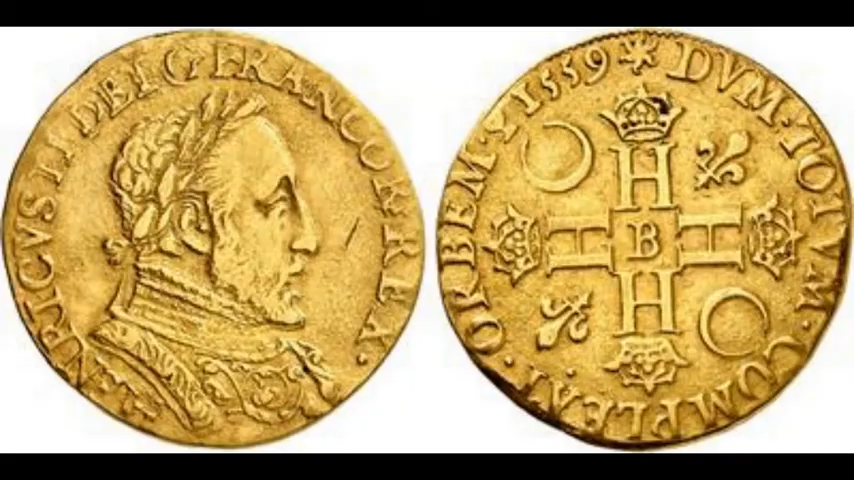 HENRICVS II DEI G FRANCOR REX.
1559 DVM · TOTVM · COMPLEAT · ORBEM ·
H
H B H
H